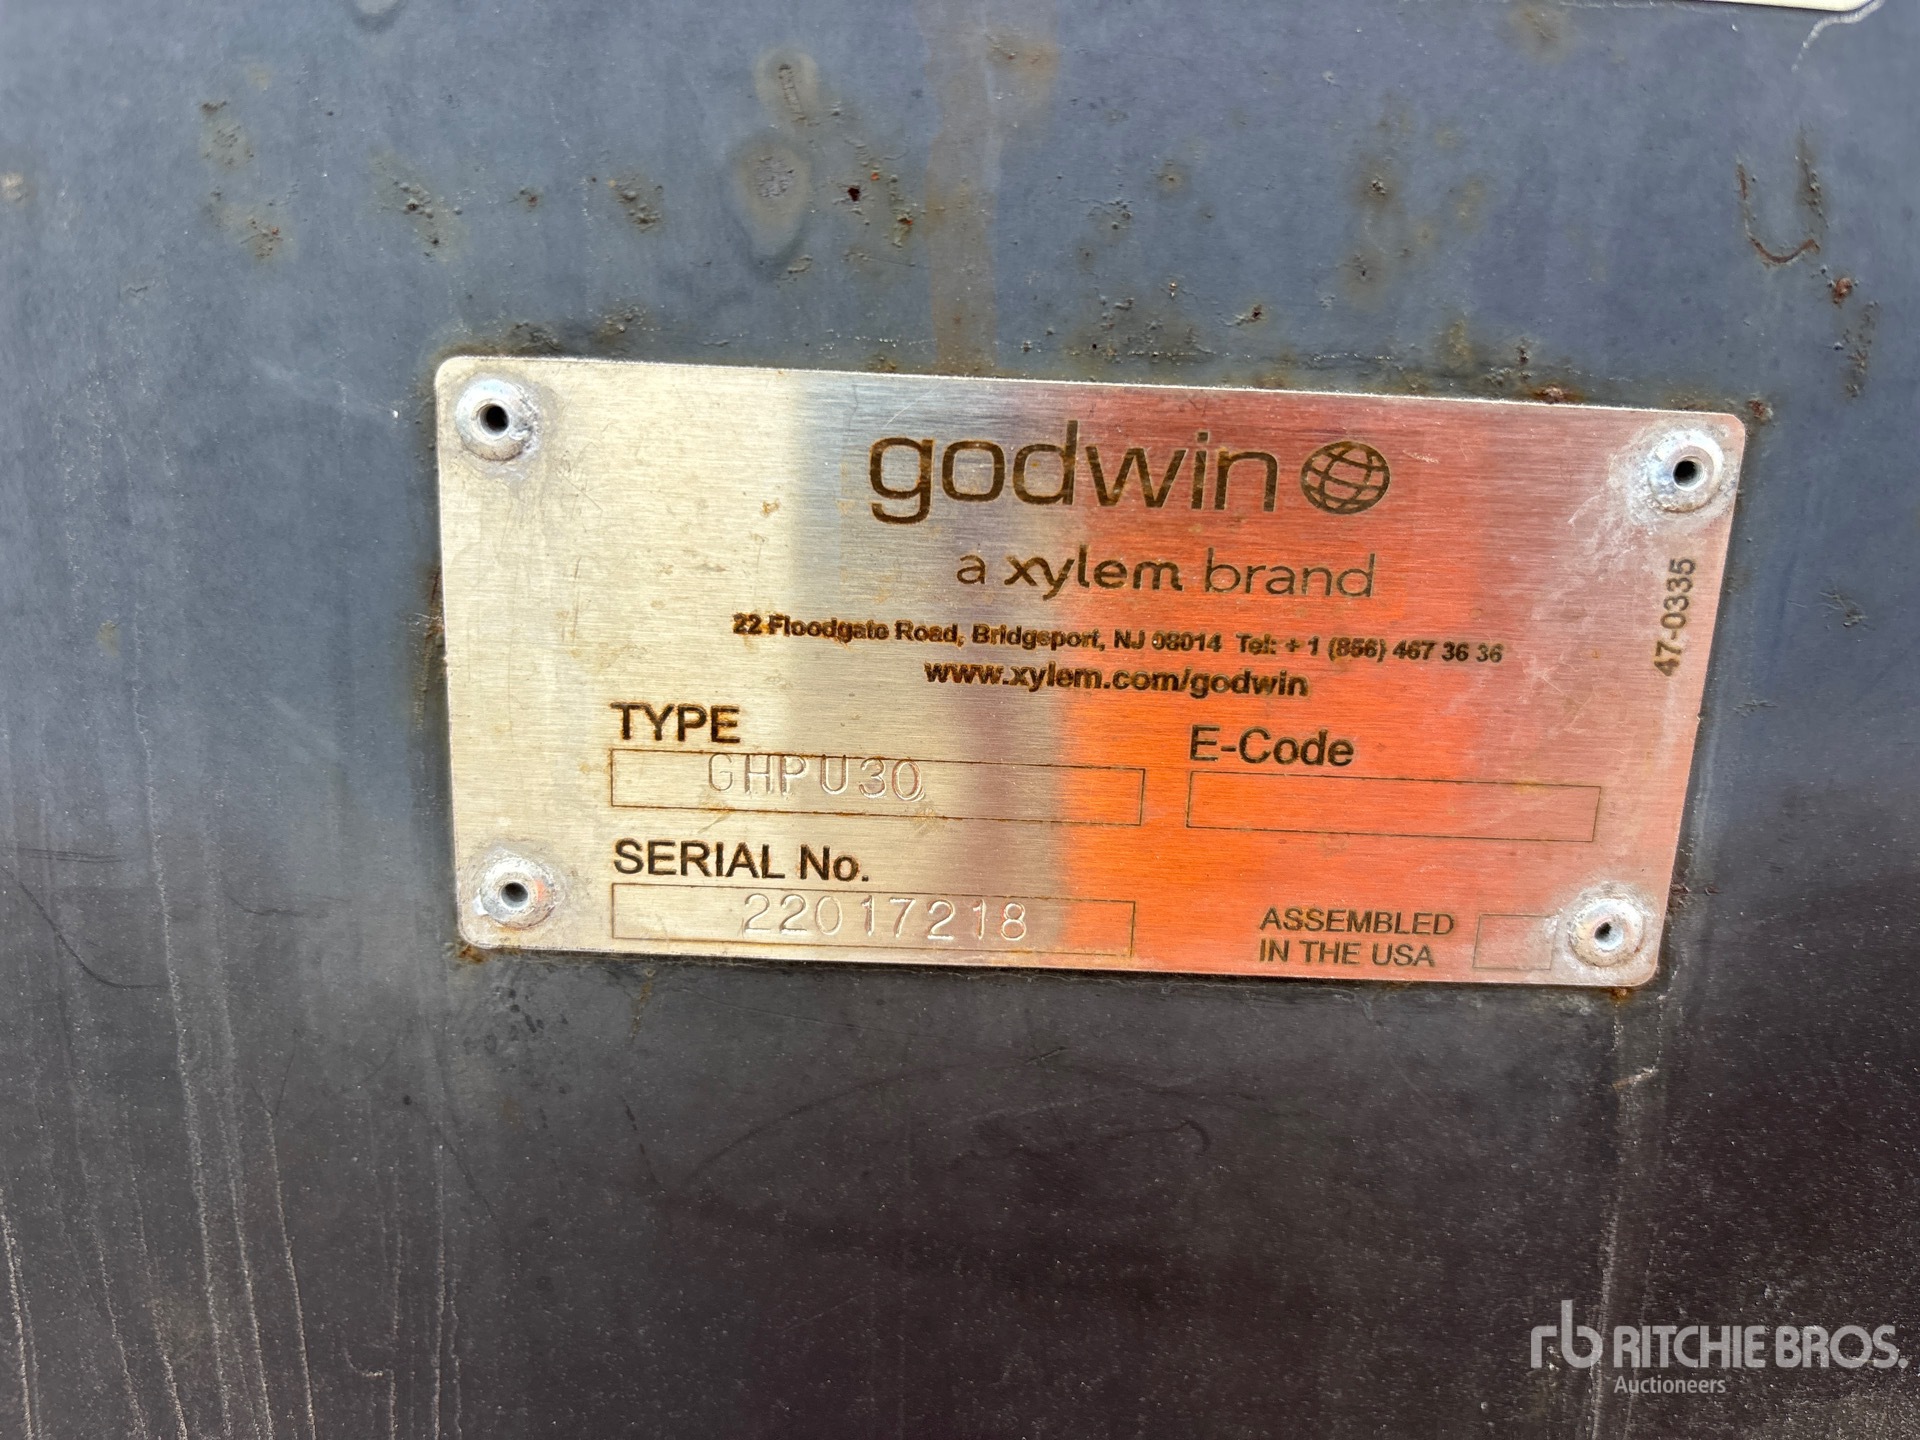 godwin
a xylem brand
22 Floodgate Road, Bridgeport, NJ 08014 Tel: + 1 (856) 467 36 36
www.xylem.com/godwin
47-0335
TYPE
GHPU30
E-Code
SERIAL No.
22017218
ASSEMBLED
IN THE USA
rb RITCHIE BROS.
Auctioneers